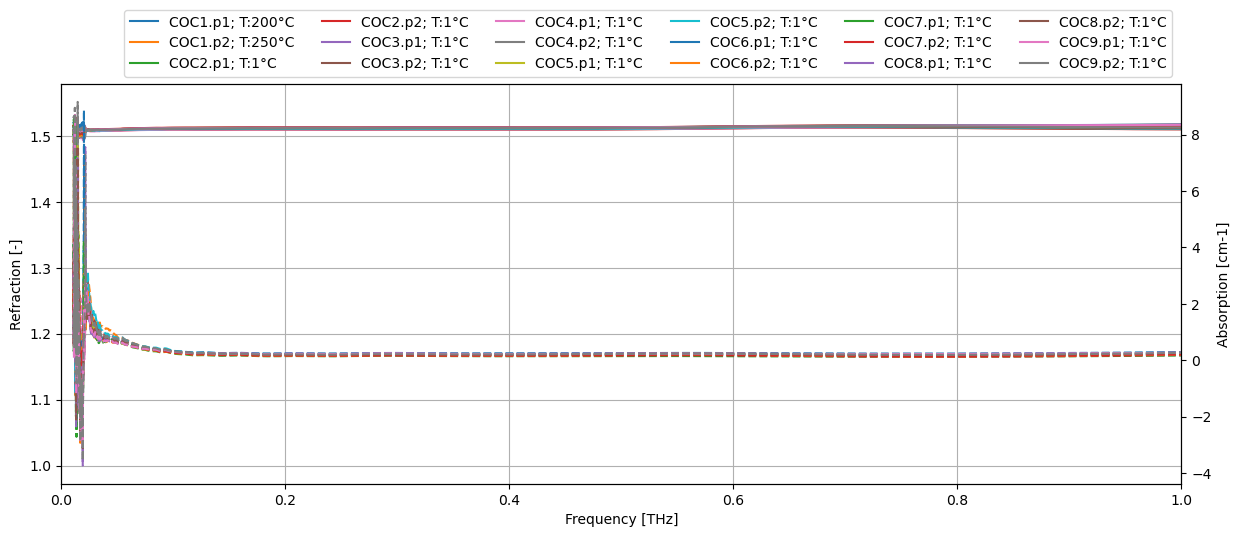 COC1.p1; T:200°C COC2.p2; T:1°C COC4.p1; T:1°C COC5.p2; T:1°C COC7.p1; T:1°C COC8.p2; T:1°C
COC1.p2; T:250°C COC3.p1; T:1°C COC4.p2; T:1°C COC6.p1; T:1°C COC7.p2; T:1°C COC9.p1; T:1°C
COC2.p1; T:1°C COC3.p2; T:1°C COC5.p1; T:1°C COC6.p2; T:1°C COC8.p1; T:1°C COC9.p2; T:1°C
Refraction [-]
1.5
1.4
1.3
1.2
1.1
1.0
8
6
4
2
0
−2
−4
Absorption [cm-1]
0.0 0.2 0.4 0.6 0.8 1.0
Frequency [THz]